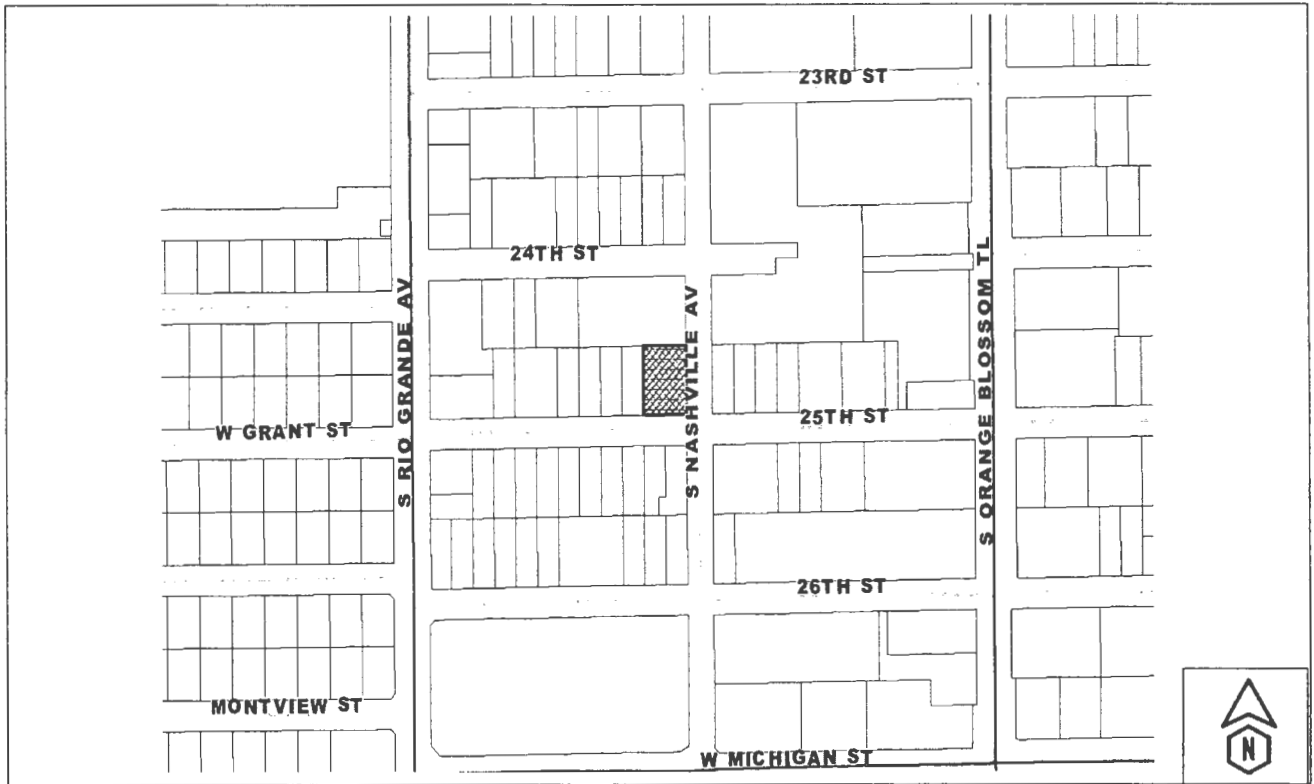 23RD ST
24TH ST
S RIO GRANDE AV
S NASHVILLE AV
S ORANGE BLOSSOM TL
25TH ST
W GRANT ST
26TH ST
MONTVIEW ST
W MICHIGAN ST
N